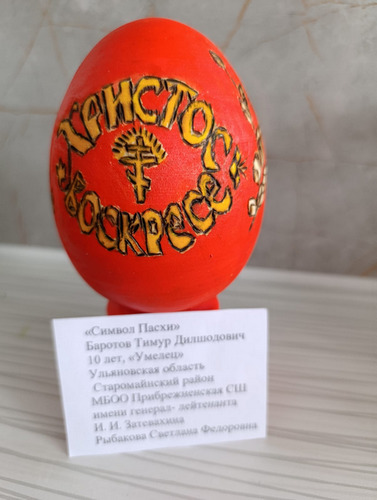 ХРИСТОС
ВОСКРЕСЕ
«Символ Пасхи»
Баротов Тимур Дилшодович
10 лет, «Умелец»
Ульяновская область
Старомайнский район
МБОО Прибрежненская СШ
имени генерал- лейтенанта
И. И. Затевахина
Рыбакова Светлана Федоровна